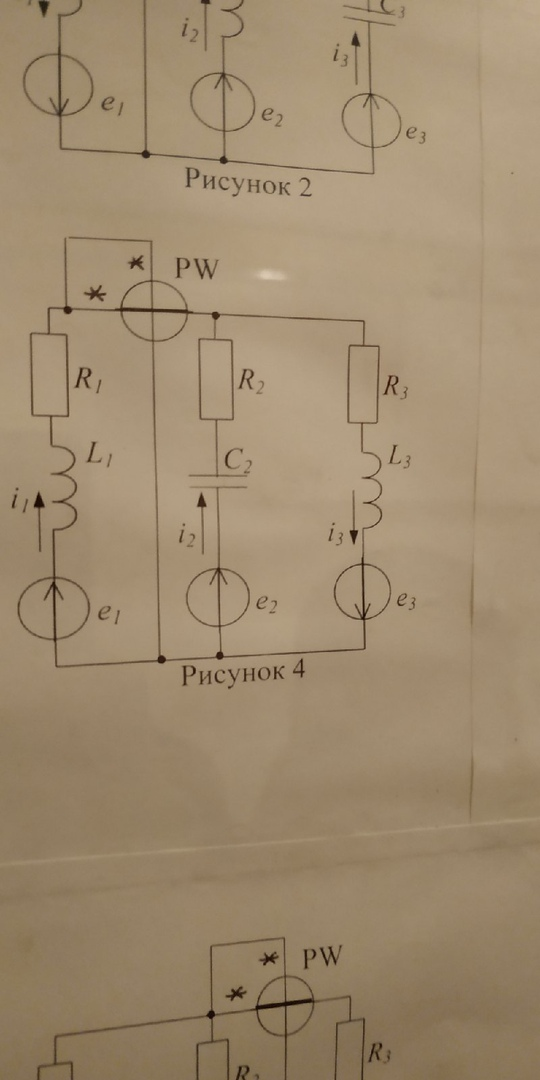 C₃
i₂
i₃
e₁
e₂
e₃
Рисунок 2
* PW
*
R₁
R₂
R₃
L₁
C₂
L₃
i₁
i₂
i₃
e₁
e₂
e₃
Рисунок 4
* PW
*
R₃
R₂